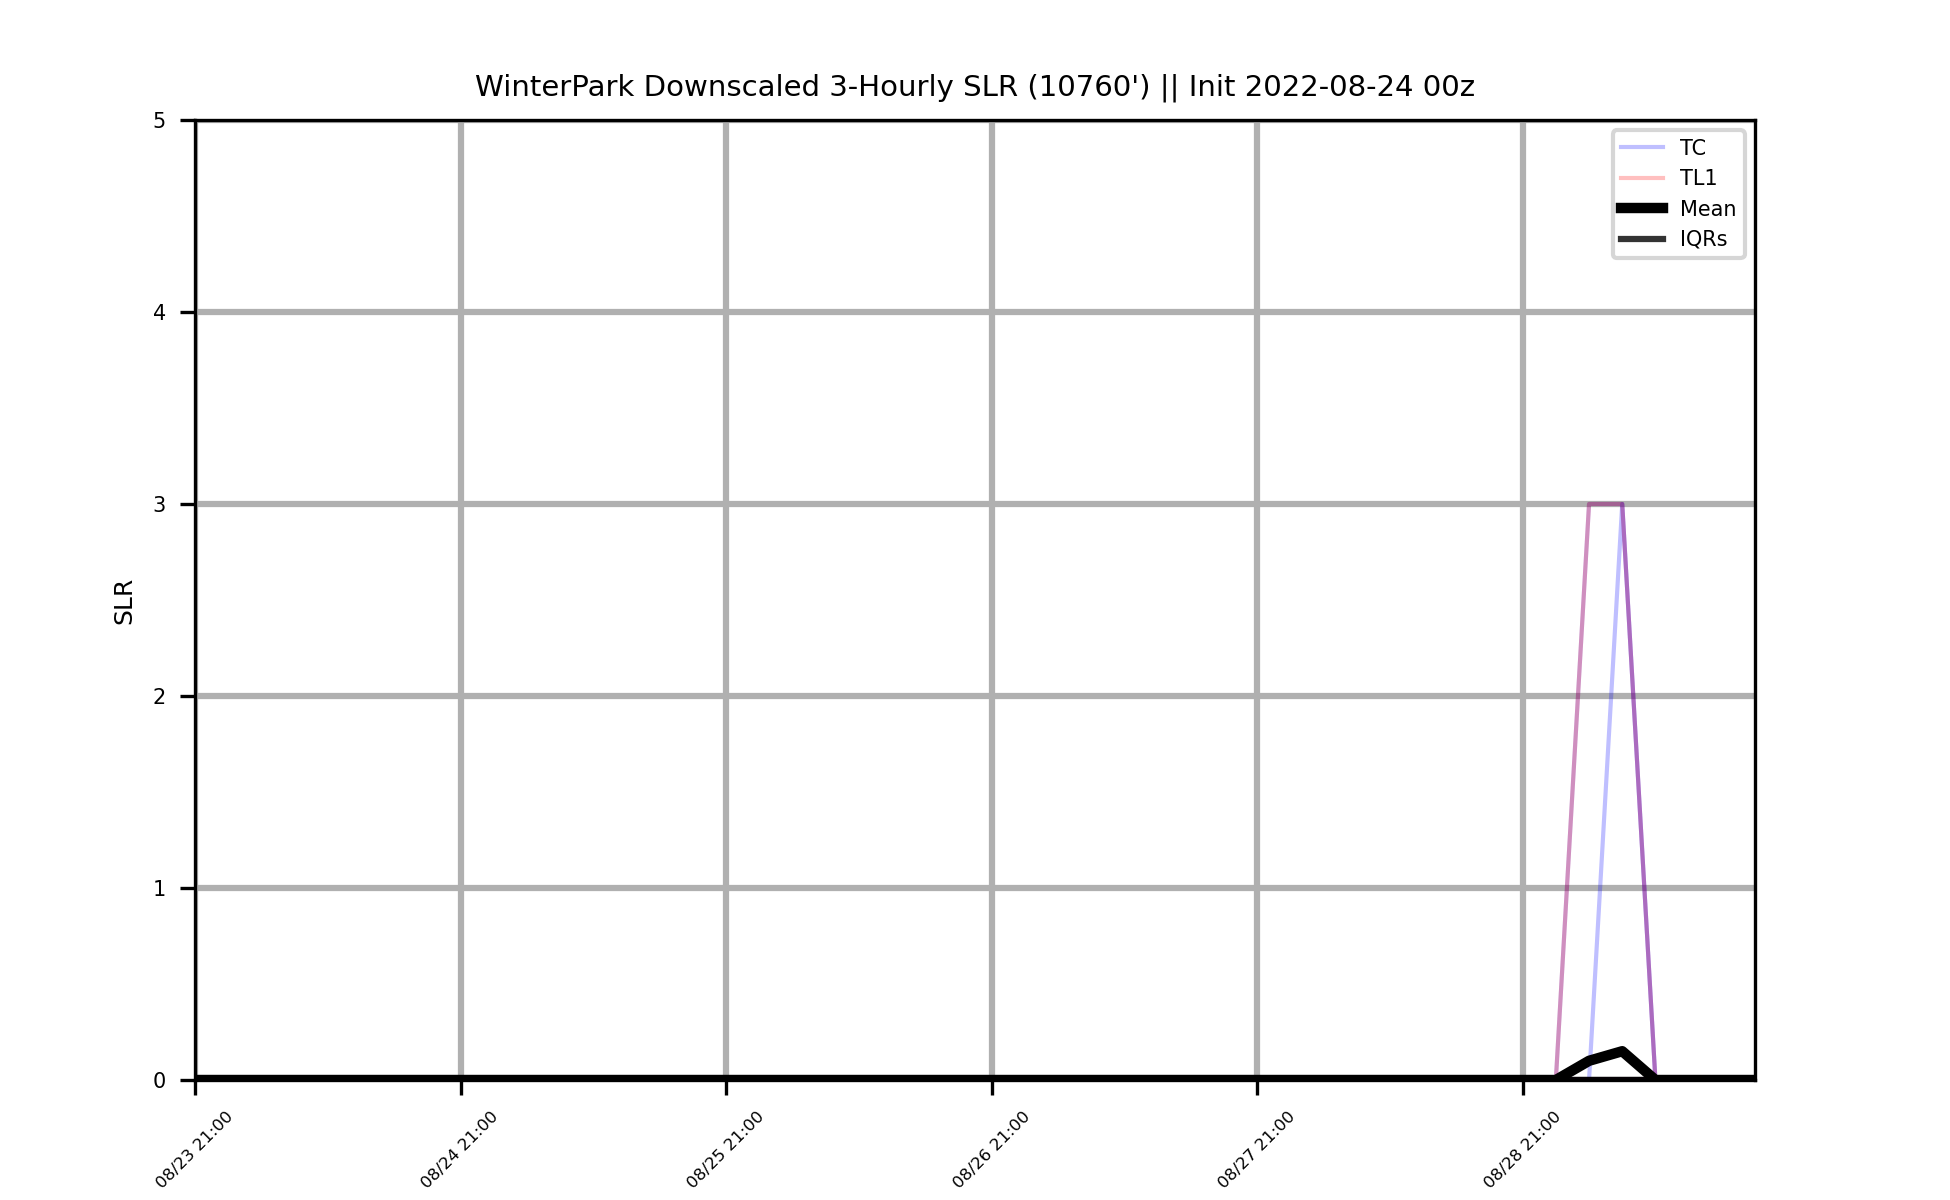 WinterPark Downscaled 3-Hourly SLR (10760') || Init 2022-08-24 00z
5
4
3
2
1
0
SLR
TC
TL1
Mean
IQRs
08/23 21:00
08/24 21:00
08/25 21:00
08/26 21:00
08/27 21:00
08/28 21:00